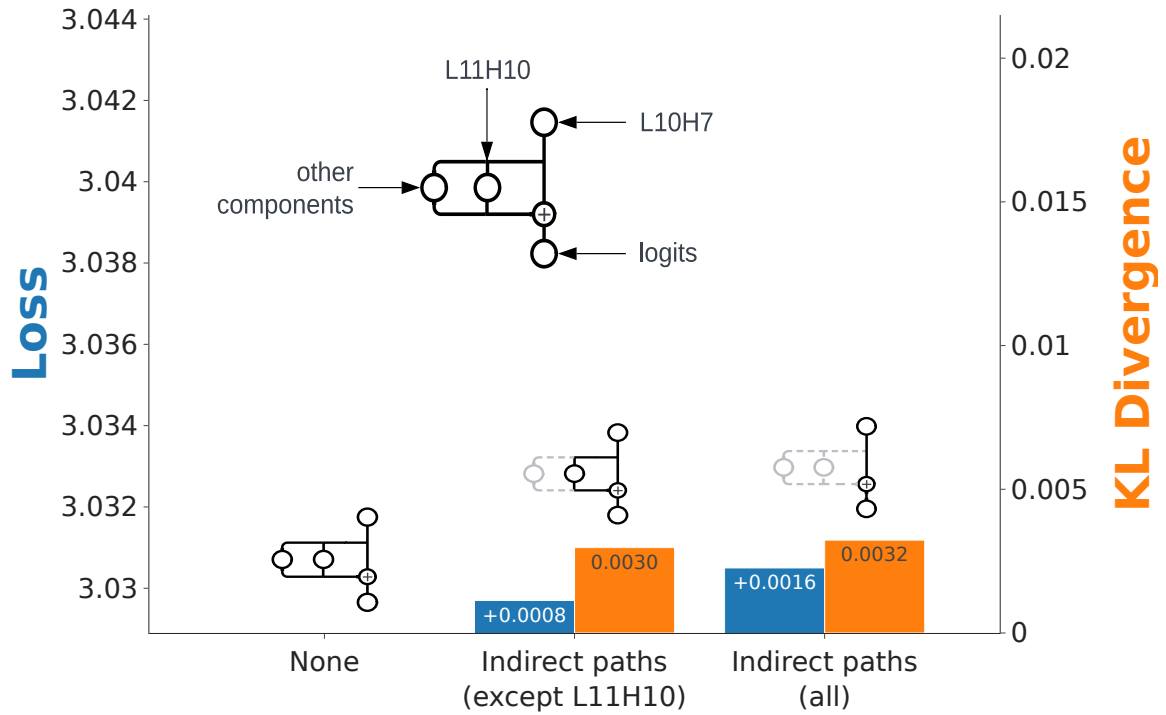 3.044
3.042
3.04
3.038
3.036
3.034
3.032
3.03
Loss
L11H10
L10H7
other
components
+
logits
+
+
+
+0.0008
0.0030
+0.0016
0.0032
None
Indirect paths
(except L11H10)
Indirect paths
(all)
0.02
0.015
0.01
0.005
0
KL Divergence